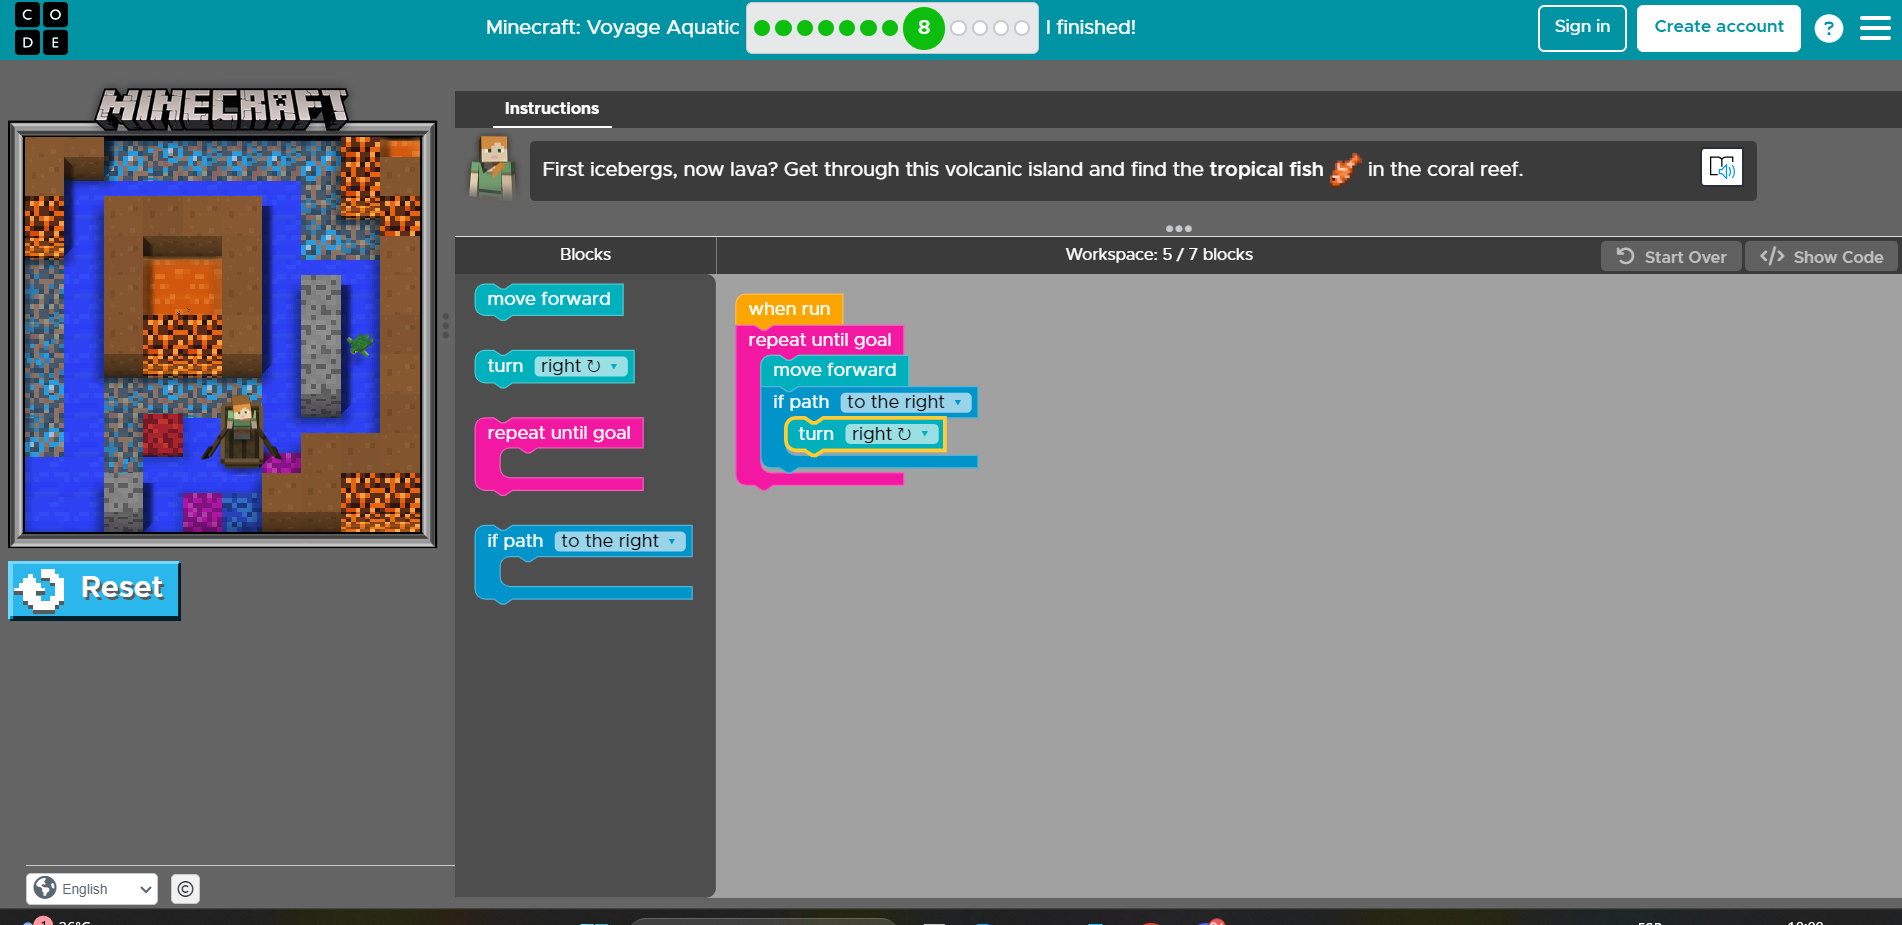 C O
D E
Minecraft: Voyage Aquatic
8
I finished!
Sign in
Create account
?
MINECRAFT
Instructions
First icebergs, now lava? Get through this volcanic island and find the tropical fish in the coral reef.
Blocks
Workspace: 5 / 7 blocks
Start Over
</> Show Code
move forward
turn right ↻
repeat until goal
if path to the right
when run
repeat until goal
move forward
if path to the right
turn right ↻
Reset
English
©